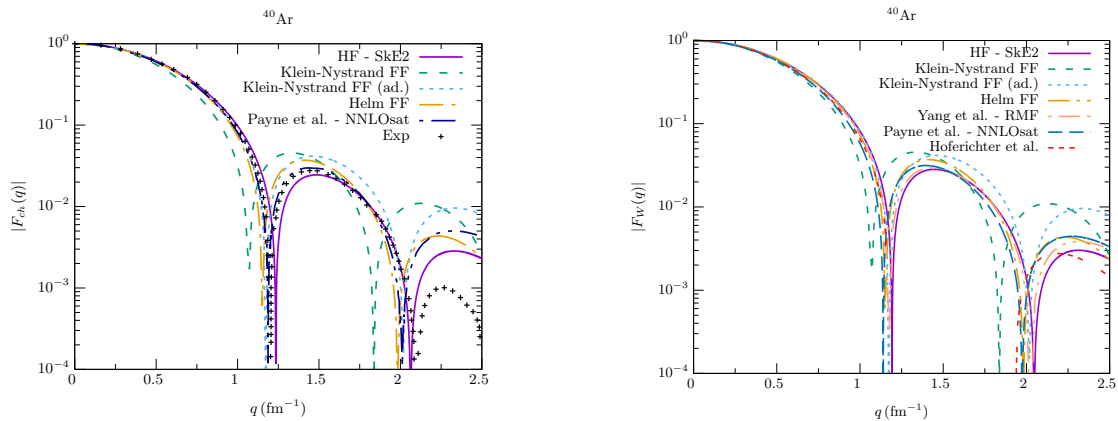 ⁴⁰Ar
10⁰
10⁻¹
10⁻²
10⁻³
10⁻⁴
|F_ch(q)|
HF - SkE2
Klein-Nystrand FF
Klein-Nystrand FF (ad.)
Helm FF
Payne et al. - NNLOsat
Exp
0 0.5 1 1.5 2 2.5
q (fm⁻¹)
⁴⁰Ar
10⁰
10⁻¹
10⁻²
10⁻³
10⁻⁴
|F_W(q)|
HF - SkE2
Klein-Nystrand FF
Klein-Nystrand FF (ad.)
Helm FF
Yang et al. - RMF
Payne et al. - NNLOsat
Hoferichter et al.
0 0.5 1 1.5 2 2.5
q (fm⁻¹)